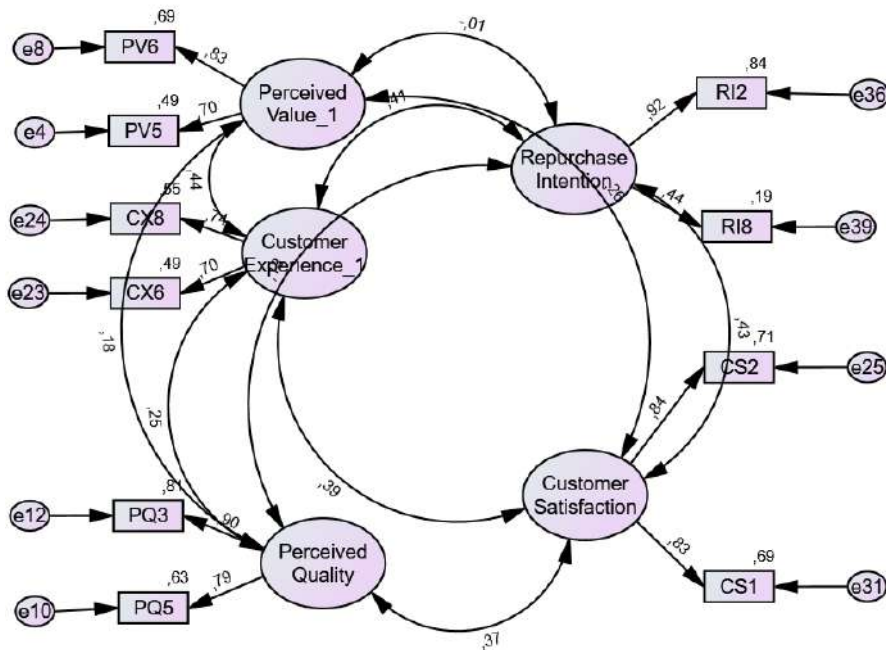 ,69
-,01
e8
PV6
,83
,84
RI2
e36
Perceived
Value_1
,41
,92
,49
e4
PV5
,70
Repurchase
Intention
,44
,26
,44
,19
RI8
e39
,55
e24
CX8
,74
Customer
Experience_1
,49
e23
CX6
,70
,18
,43
,71
CS2
e25
,25
,84
,39
Customer
Satisfaction
,81
e12
PQ3
,90
Perceived
Quality
,83
,69
CS1
e31
,63
e10
PQ5
,79
,37